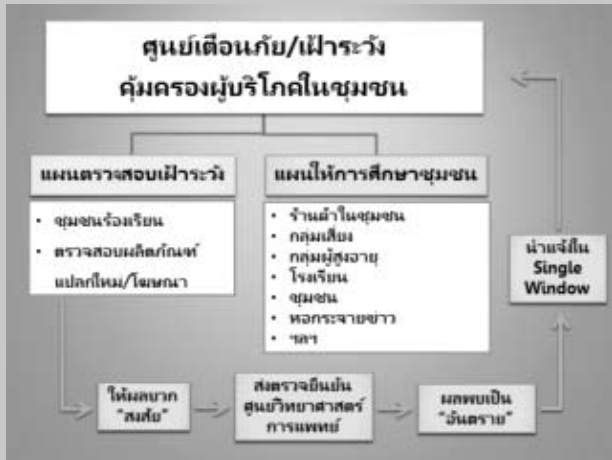 ศูนย์เตือนภัย/เฝ้าระวัง
คุ้มครองผู้บริโภคในชุมชน
แผนตรวจสอบเฝ้าระวัง
• ชุมชนร้องเรียน
• ตรวจสอบผลิตภัณฑ์
แปลกใหม่/โฆษณา
แผนให้การศึกษาชุมชน
• ร้านค้าในชุมชน
• กลุ่มเสี่ยง
• กลุ่มผู้สูงอายุ
• โรงเรียน
• ชุมชน
• หอกระจายข่าว
• ฯลฯ
นำแจ้งใน
Single
Window
ให้ผลบวก
"สงสัย"
ส่งตรวจยืนยัน
ศูนย์วิทยาศาสตร์
การแพทย์
ผลพบเป็น
"อันตราย"